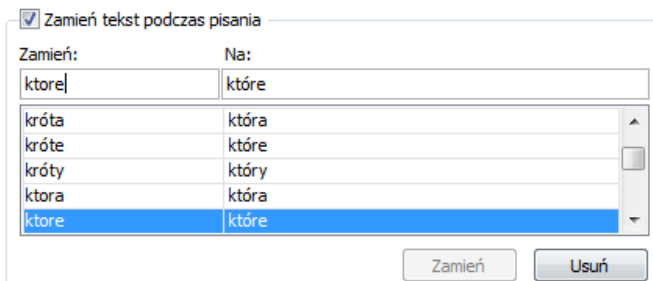 Zamień tekst podczas pisania
Zamień: Na:
ktore które
króta która
króte które
króty który
ktora która
ktore które
Zamień Usuń